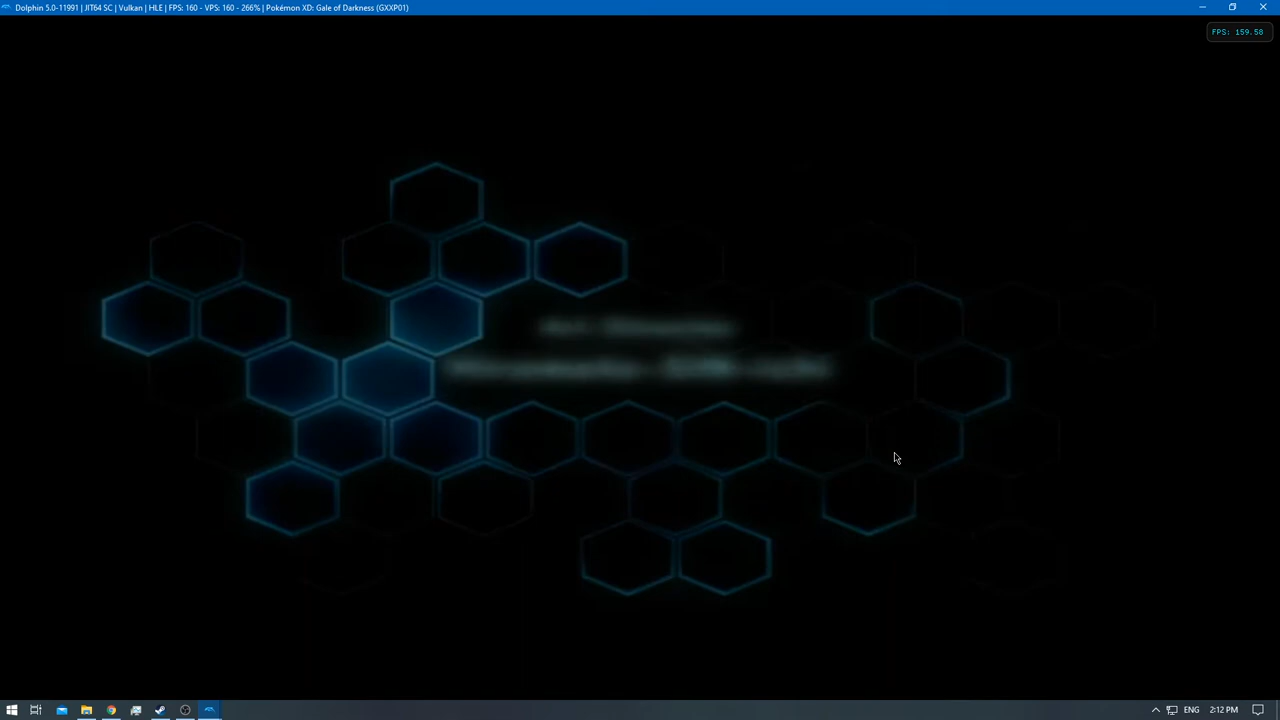 Dolphin 5.0-11991 | JIT64 SC | Vulkan | HLE | FPS: 160 - VPS: 160 - 266% | Pokémon XD: Gale of Darkness (GXXP01)
FPS: 159.58
ENG
2:12 PM